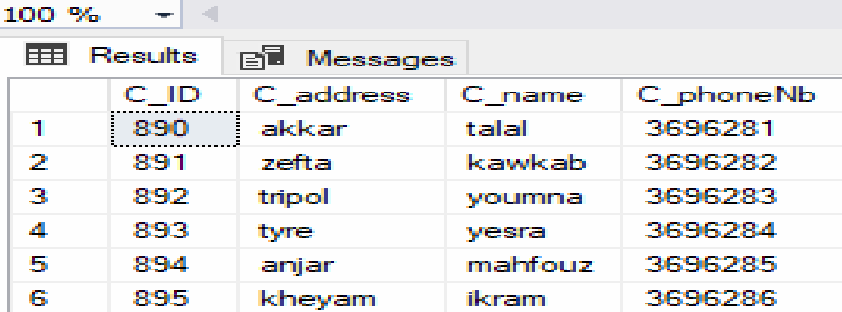 100 %
Results Messages
C_ID C_address C_name C_phoneNb
1 890 akkar talal 3696281
2 891 zefta kawkab 3696282
3 892 tripol youmna 3696283
4 893 tyre yesra 3696284
5 894 anjar mahfouz 3696285
6 895 kheyam ikram 3696286